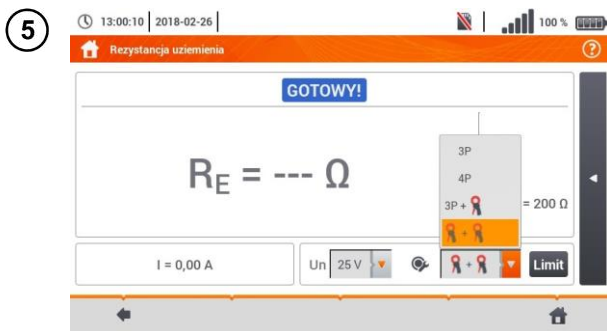 5
13:00:10 2018-02-26 100 %
Rezystancja uziemienia ?
GOTOWY!
RE = --- Ω
3P
4P
3P +
= 200 Ω
+
I = 0,00 A
Un 25 V + Limit